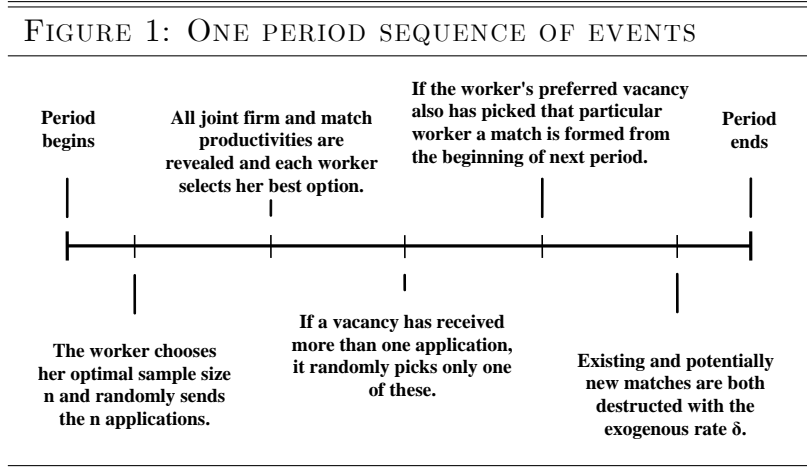 FIGURE 1: ONE PERIOD SEQUENCE OF EVENTS
Period
begins
All joint firm and match
productivities are
revealed and each worker
selects her best option.
If the worker's preferred vacancy
also has picked that particular
worker a match is formed from
the beginning of next period.
Period
ends
The worker chooses
her optimal sample size
n and randomly sends
the n applications.
If a vacancy has received
more than one application,
it randomly picks only one
of these.
Existing and potentially
new matches are both
destructed with the
exogenous rate δ.